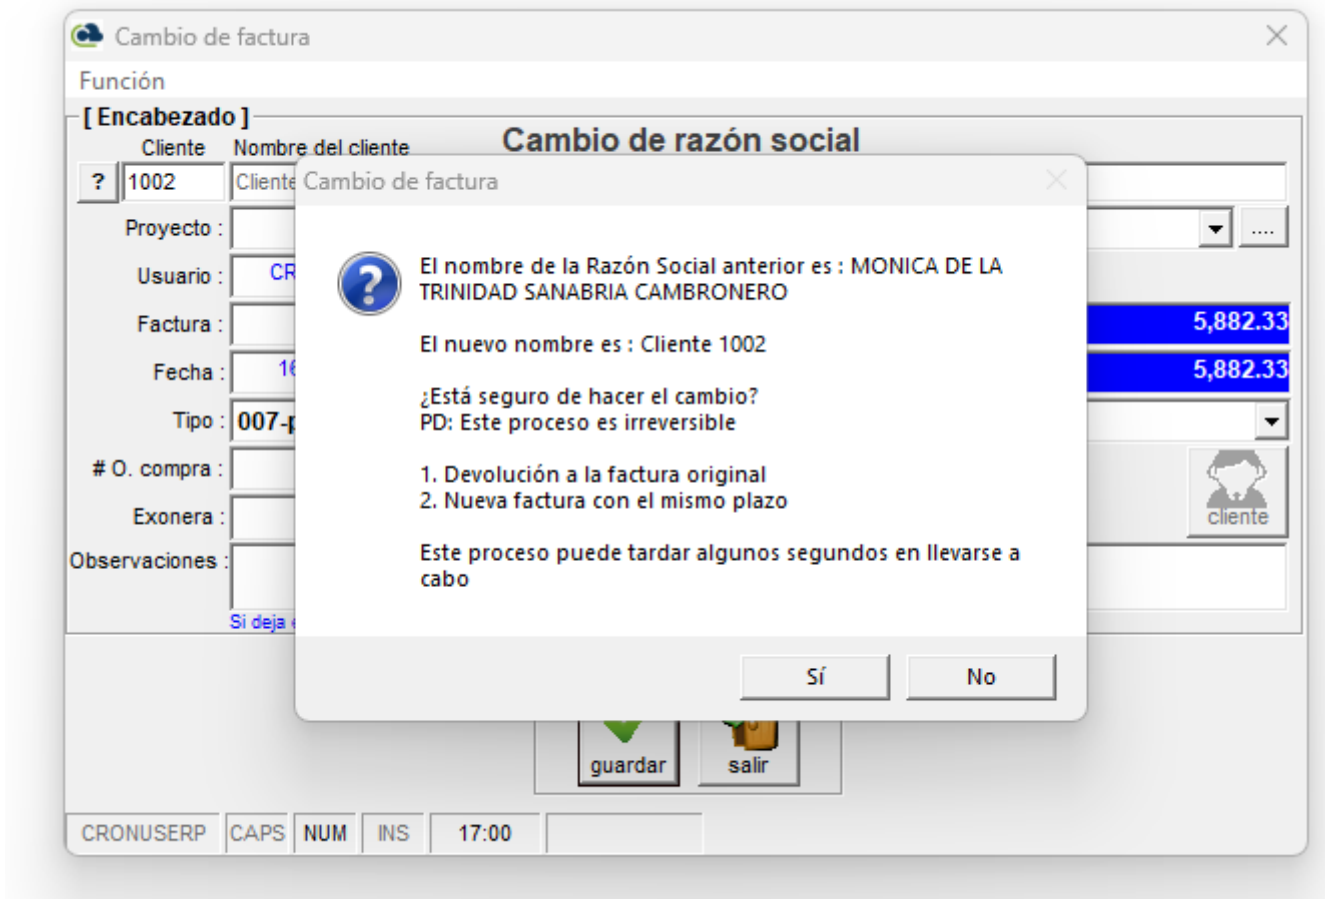 Cambio de factura
Función
[ Encabezado ]
Cambio de razón social
Cliente Nombre del cliente
? 1002 Cliente
Cambio de factura
Proyecto : ....
Usuario : CR
Factura : 5,882.33
Fecha : 16 5,882.33
Tipo : 007-p
# O. compra :
Exonera :
cliente
Observaciones :
Si deja
El nombre de la Razón Social anterior es : MONICA DE LA
TRINIDAD SANABRIA CAMBRONERO
El nuevo nombre es : Cliente 1002
¿Está seguro de hacer el cambio?
PD: Este proceso es irreversible
1. Devolución a la factura original
2. Nueva factura con el mismo plazo
Este proceso puede tardar algunos segundos en llevarse a
cabo
Sí No
guardar salir
CRONUSERP CAPS NUM INS 17:00